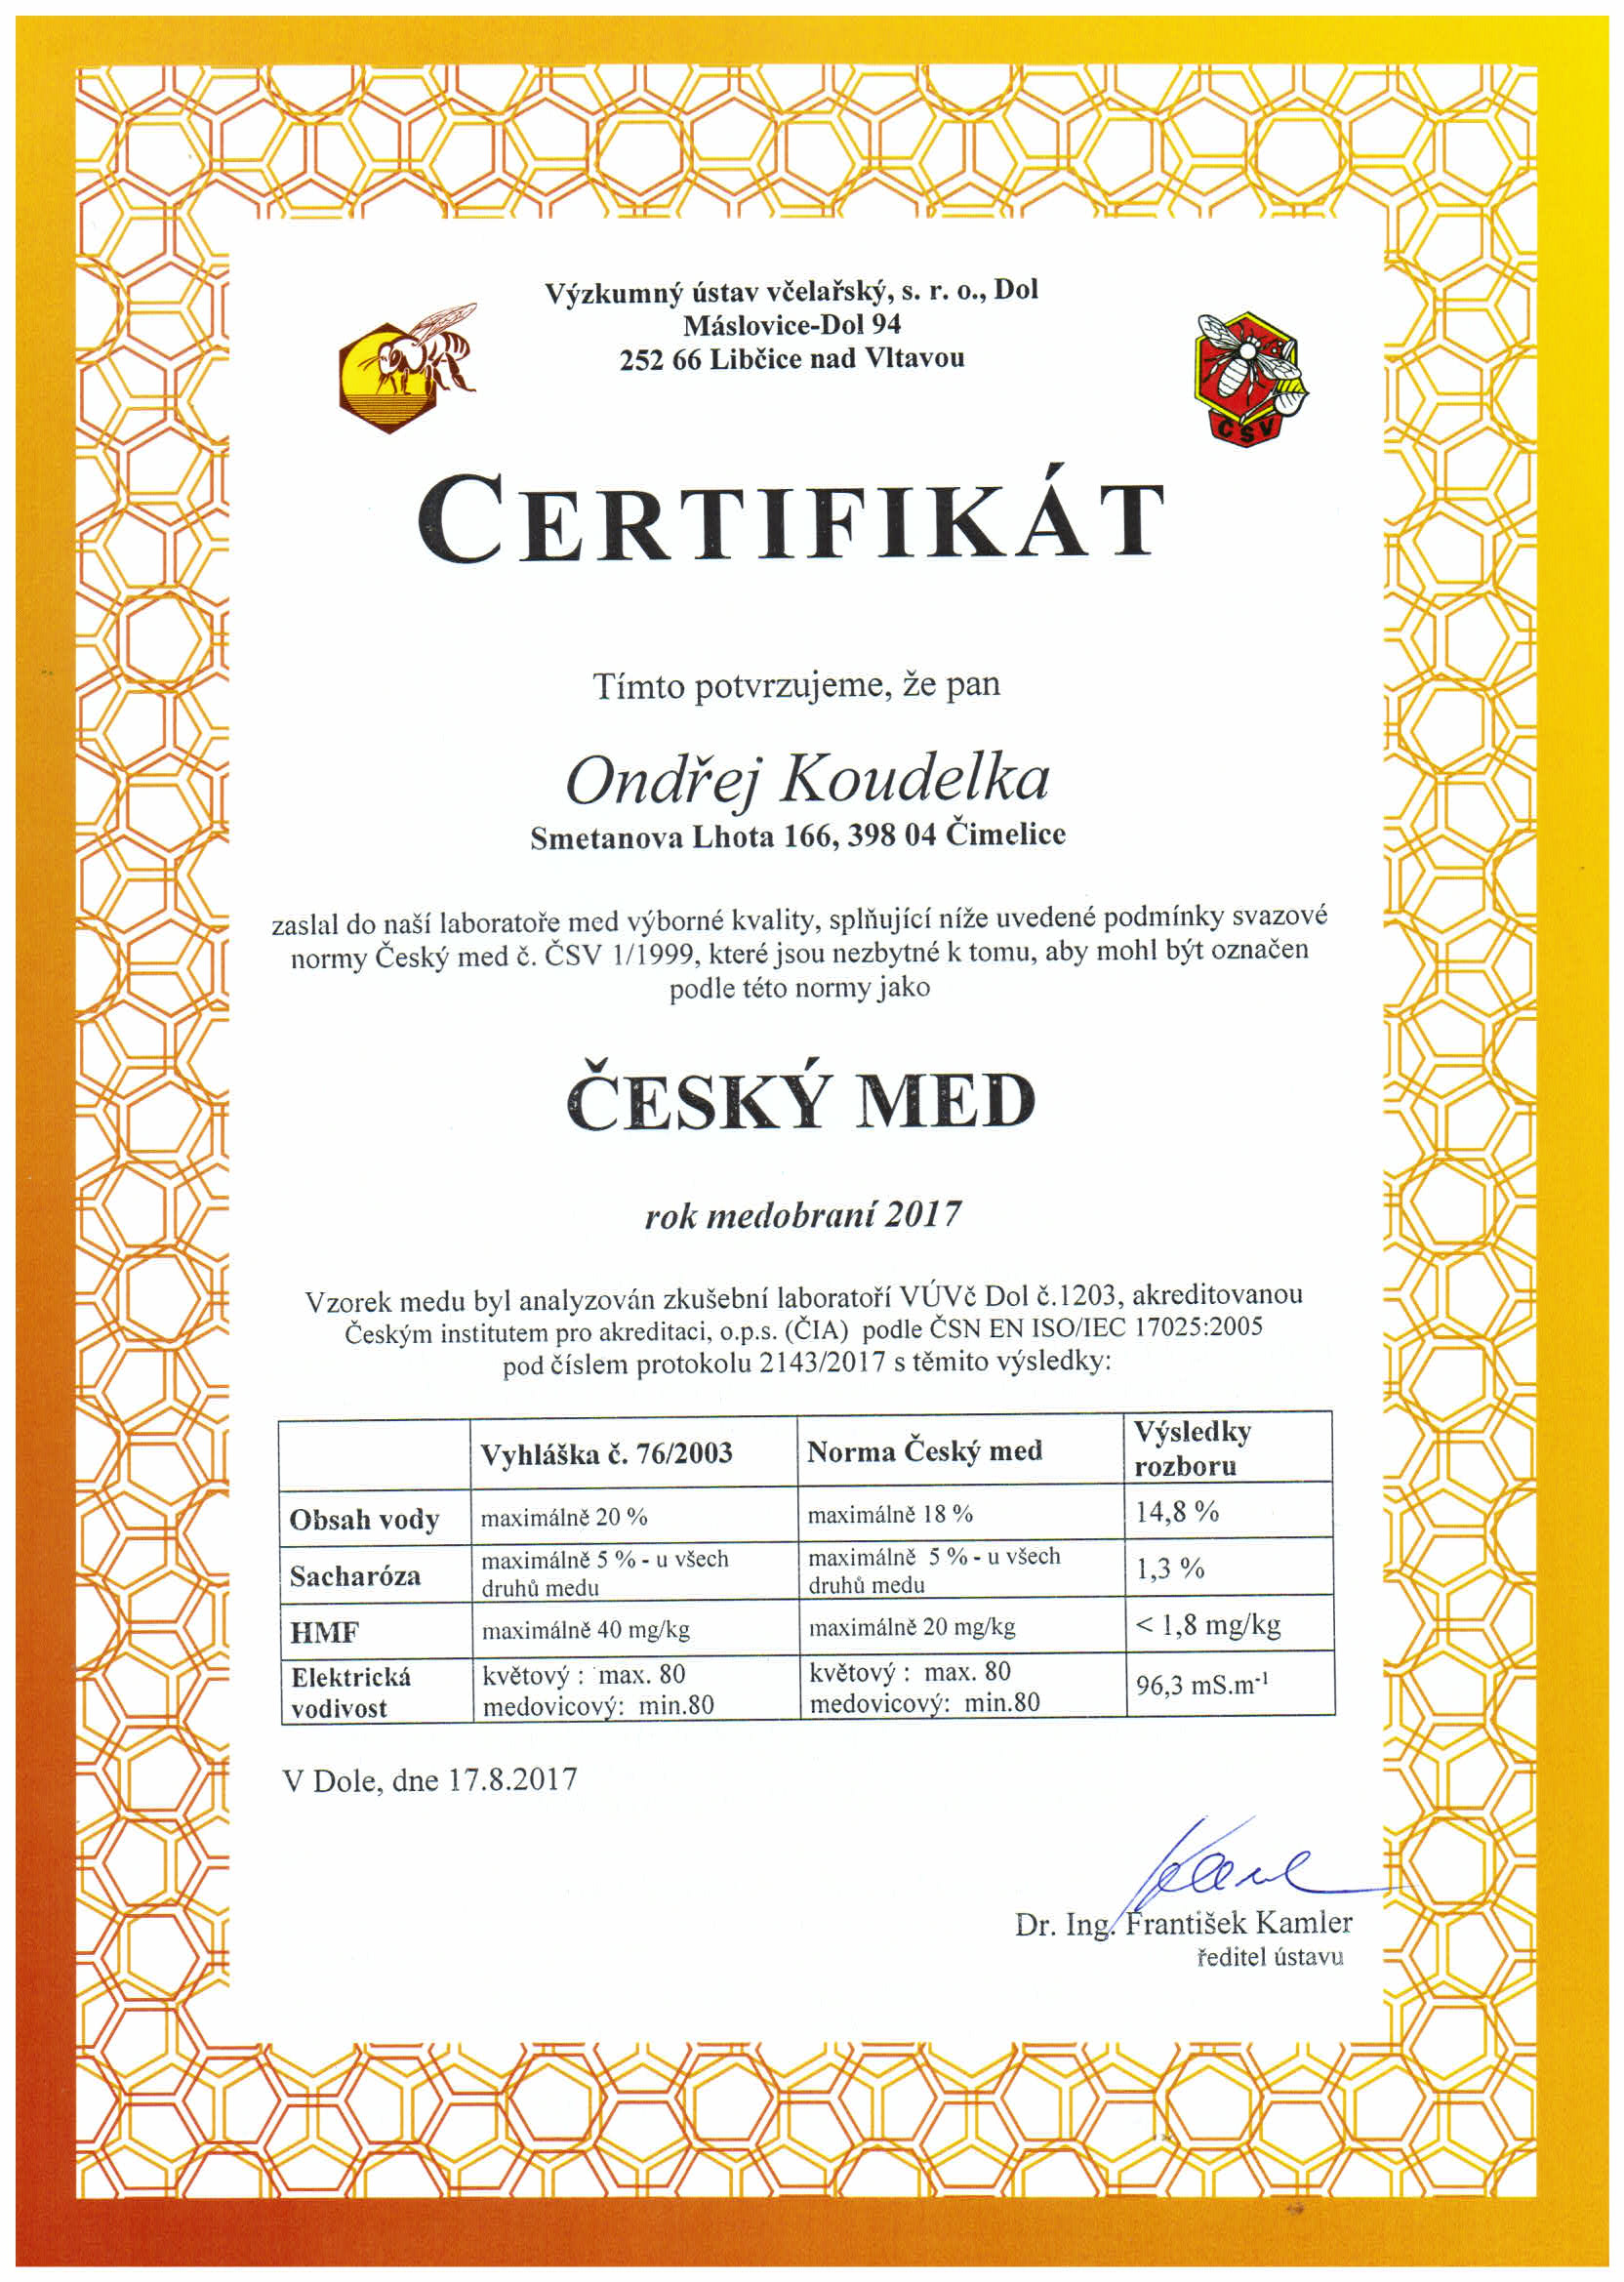 Výzkumný ústav včelařský, s. r. o., Dol
Máslovice-Dol 94
252 66 Libčice nad Vltavou
ČSV
CERTIFIKÁT
Tímto potvrzujeme, že pan
Ondřej Koudelka
Smetanova Lhota 166, 398 04 Čimelice
zaslal do naší laboratoře med výborné kvality, splňující níže uvedené podmínky svazové
normy Český med č. ČSV 1/1999, které jsou nezbytné k tomu, aby mohl být označen
podle této normy jako
ČESKÝ MED
rok medobraní 2017
Vzorek medu byl analyzován zkušební laboratoří VÚVč Dol č.1203, akreditovanou
Českým institutem pro akreditaci, o.p.s. (ČIA) podle ČSN EN ISO/IEC 17025:2005
pod číslem protokolu 2143/2017 s těmito výsledky:
Vyhláška č. 76/2003 Norma Český med Výsledky rozboru
Obsah vody maximálně 20 % maximálně 18 % 14,8 %
Sacharóza maximálně 5 % - u všech druhů medu maximálně 5 % - u všech druhů medu 1,3 %
HMF maximálně 40 mg/kg maximálně 20 mg/kg < 1,8 mg/kg
Elektrická vodivost květový : max. 80 medovicový: min.80 květový : max. 80 medovicový: min.80 96,3 mS.m⁻¹
V Dole, dne 17.8.2017
Dr. Ing. František Kamler
ředitel ústavu